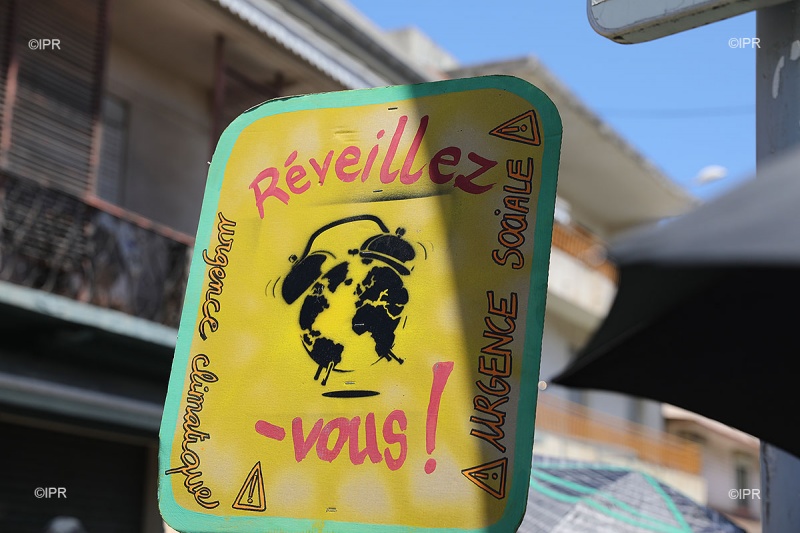 ©IPR
©IPR
Réveillez
-vous!
urgence climatique
URGENCE SOCIALE
©IPR
©IPR